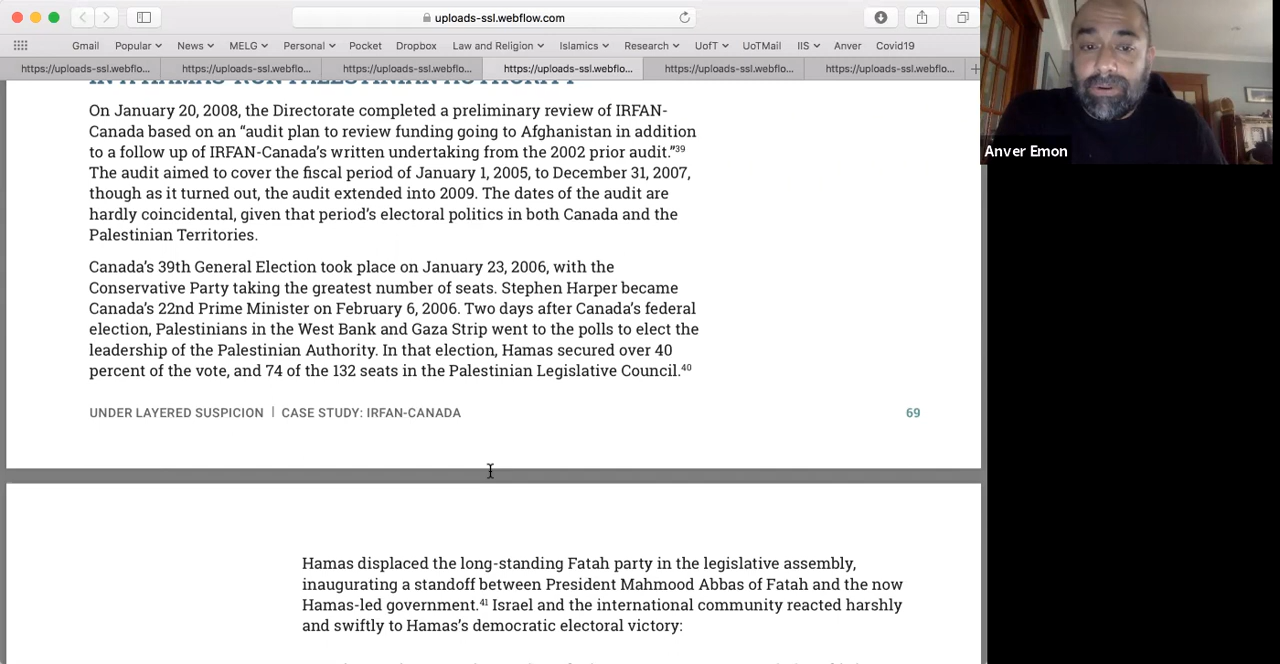 uploads-ssl.webflow.com
Gmail Popular News MELG Personal Pocket Dropbox Law and Religion Islamics Research UofT UoTMail IIS Anver Covid19
https://uploads-ssl.webflo... https://uploads-ssl.webflo... https://uploads-ssl.webflo... https://uploads-ssl.webflo... https://uploads-ssl.webflo... https://uploads-ssl.webflo...
On January 20, 2008, the Directorate completed a preliminary review of IRFAN-
Canada based on an “audit plan to review funding going to Afghanistan in addition
to a follow up of IRFAN-Canada’s written undertaking from the 2002 prior audit.”39
The audit aimed to cover the fiscal period of January 1, 2005, to December 31, 2007,
though as it turned out, the audit extended into 2009. The dates of the audit are
hardly coincidental, given that period’s electoral politics in both Canada and the
Palestinian Territories.
Canada’s 39th General Election took place on January 23, 2006, with the
Conservative Party taking the greatest number of seats. Stephen Harper became
Canada’s 22nd Prime Minister on February 6, 2006. Two days after Canada’s federal
election, Palestinians in the West Bank and Gaza Strip went to the polls to elect the
leadership of the Palestinian Authority. In that election, Hamas secured over 40
percent of the vote, and 74 of the 132 seats in the Palestinian Legislative Council.40
UNDER LAYERED SUSPICION | CASE STUDY: IRFAN-CANADA 69
Hamas displaced the long-standing Fatah party in the legislative assembly,
inaugurating a standoff between President Mahmood Abbas of Fatah and the now
Hamas-led government.41 Israel and the international community reacted harshly
and swiftly to Hamas’s democratic electoral victory:
Anver Emon